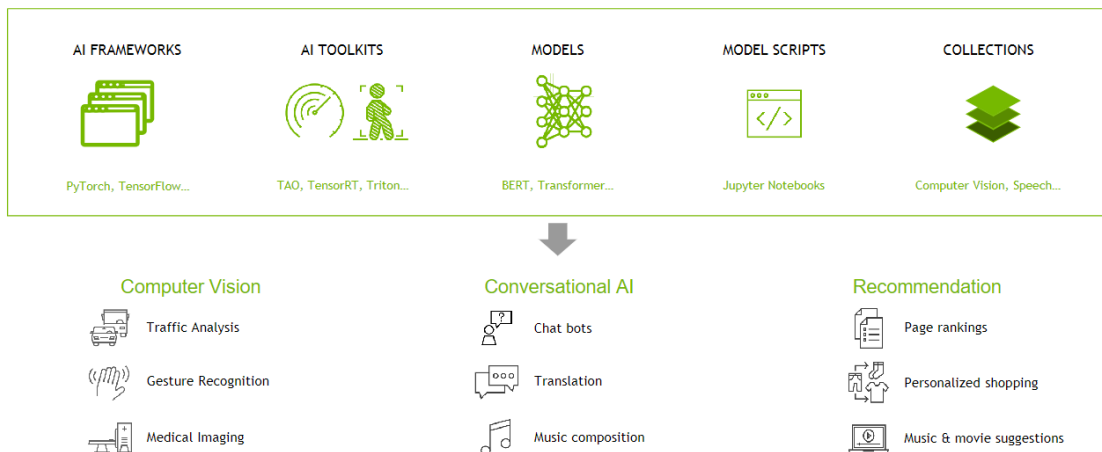 AI FRAMEWORKS
AI TOOLKITS
MODELS
MODEL SCRIPTS
COLLECTIONS
</>
PyTorch, TensorFlow...
TAO, TensorRT, Triton...
BERT, Transformer...
Jupyter Notebooks
Computer Vision, Speech...
Computer Vision
Conversational AI
Recommendation
Traffic Analysis
?
Chat bots
Page rankings
Gesture Recognition
Translation
Personalized shopping
Medical Imaging
Music composition
Music & movie suggestions